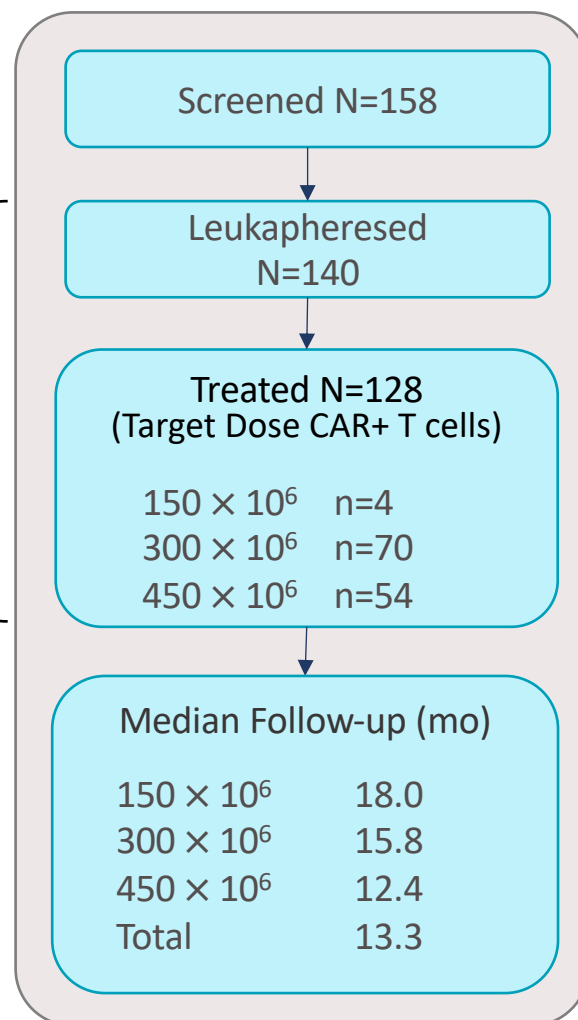 Screened N=158
Leukapheresed
N=140
Treated N=128
(Target Dose CAR+ T cells)
150 × 10⁶ n=4
300 × 10⁶ n=70
450 × 10⁶ n=54
Median Follow-up (mo)
150 × 10⁶ 18.0
300 × 10⁶ 15.8
450 × 10⁶ 12.4
Total 13.3